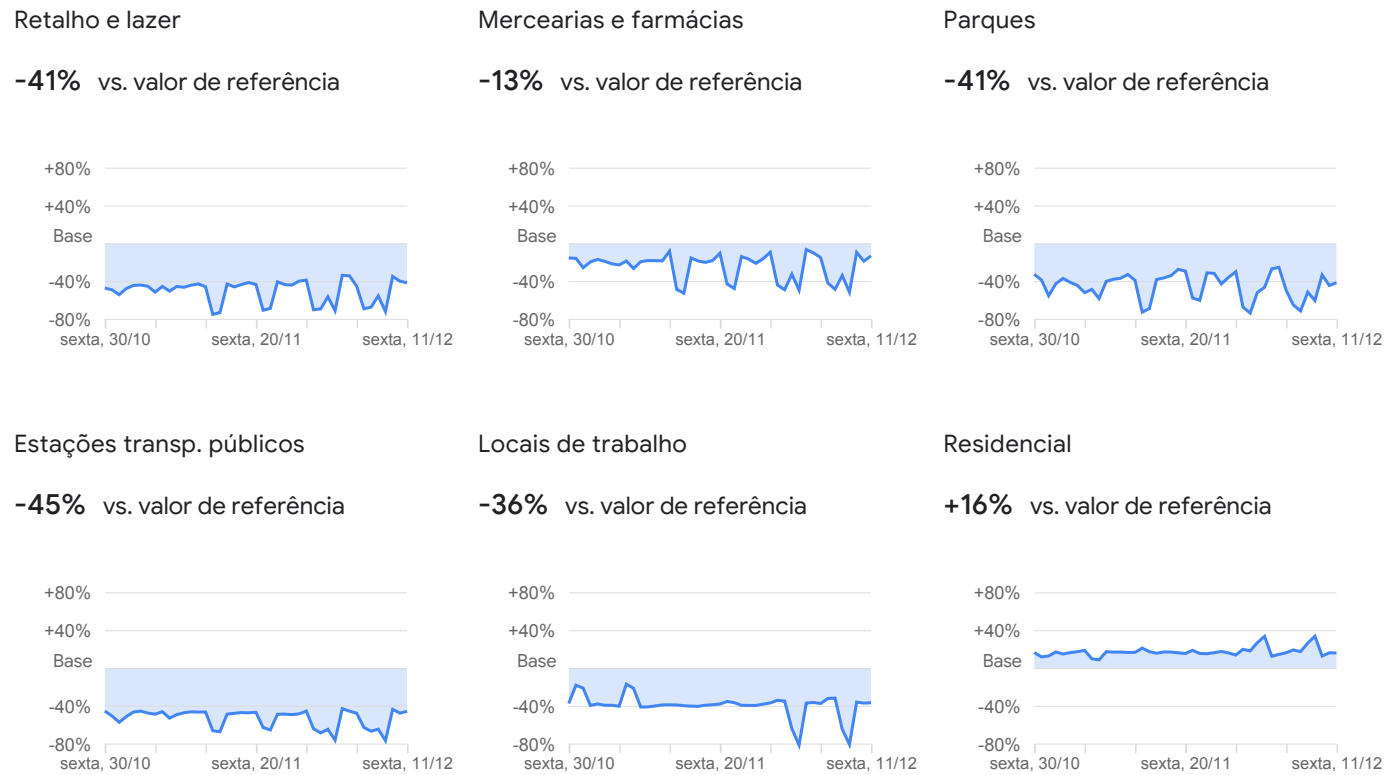 Retalho e lazer
-41% vs. valor de referência
+80%
+40%
Base
-40%
-80%
sexta, 30/10 sexta, 20/11 sexta, 11/12
Mercearias e farmácias
-13% vs. valor de referência
+80%
+40%
Base
-40%
-80%
sexta, 30/10 sexta, 20/11 sexta, 11/12
Parques
-41% vs. valor de referência
+80%
+40%
Base
-40%
-80%
sexta, 30/10 sexta, 20/11 sexta, 11/12
Estações transp. públicos
-45% vs. valor de referência
+80%
+40%
Base
-40%
-80%
sexta, 30/10 sexta, 20/11 sexta, 11/12
Locais de trabalho
-36% vs. valor de referência
+80%
+40%
Base
-40%
-80%
sexta, 30/10 sexta, 20/11 sexta, 11/12
Residencial
+16% vs. valor de referência
+80%
+40%
Base
-40%
-80%
sexta, 30/10 sexta, 20/11 sexta, 11/12